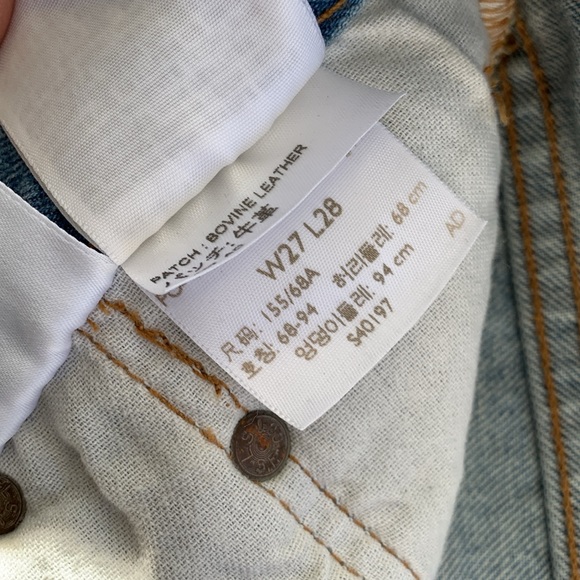 PATCH : BOVINE LEATHER
パッチ: 牛革
W27 L28
尺码: 155/68A 허리둘레: 68 cm
호칭: 68-94 엉덩이둘레: 94 cm
S40197
AD